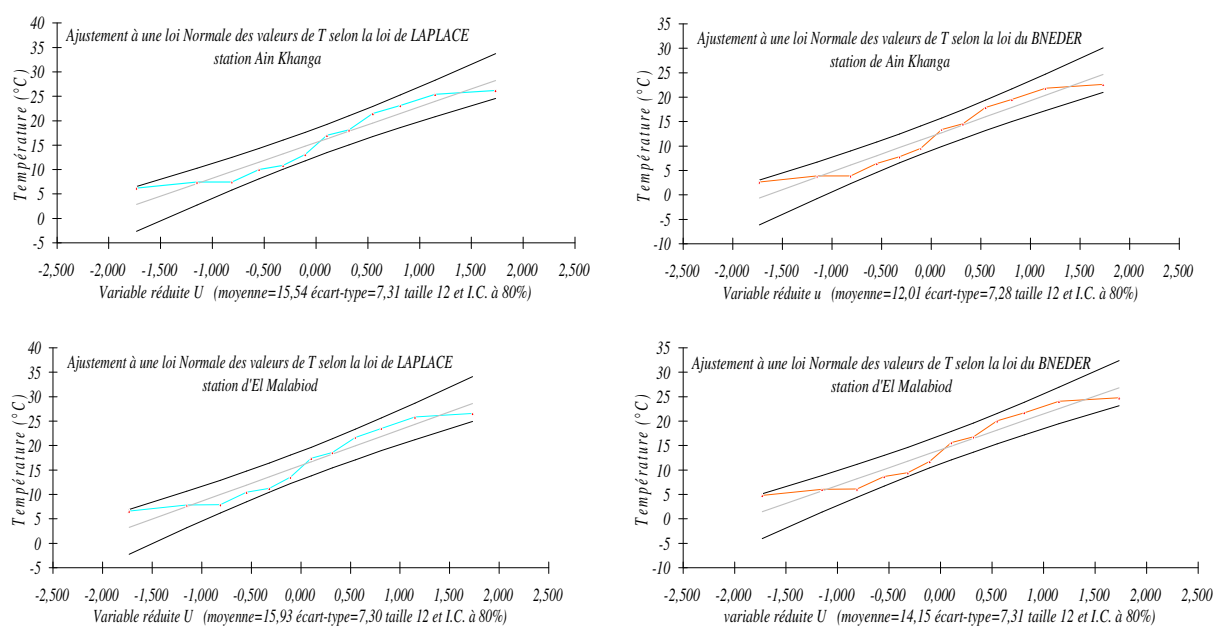 Ajustement à une loi Normale des valeurs de T selon la loi de LAPLACE
station Ain Khanga
Température (°C)
40
35
30
25
20
15
10
5
0
-5
-2,500 -2,000 -1,500 -1,000 -0,500 0,000 0,500 1,000 1,500 2,000 2,500
Variable réduite U (moyenne=15,54 écart-type=7,31 taille 12 et I.C. à 80%)
Ajustement à une loi Normale des valeurs de T selon la loi du BNEDER
station de Ain Khanga
Température (°C)
35
30
25
20
15
10
5
0
-5
-10
-2,500 -2,000 -1,500 -1,000 -0,500 0,000 0,500 1,000 1,500 2,000 2,500
Variable réduite u (moyenne=12,01 écart-type=7,28 taille 12 et I.C. à 80%)
Ajustement à une loi Normale des valeurs de T selon la loi de LAPLACE
station d'El Malabiod
Température (°C)
40
35
30
25
20
15
10
5
0
-5
-2,500 -2,000 -1,500 -1,000 -0,500 0,000 0,500 1,000 1,500 2,000 2,500
Variable réduite U (moyenne=15,93 écart-type=7,30 taille 12 et I.C. à 80%)
Ajustement à une loi Normale des valeurs de T selon la loi du BNEDER
station d'El Malabiod
Température (°C)
35
30
25
20
15
10
5
0
-5
-10
-2,500 -2,000 -1,500 -1,000 -0,500 0,000 0,500 1,000 1,500 2,000 2,500
variable réduite U (moyenne=14,15 écart-type=7,31 taille 12 et I.C. à 80%)